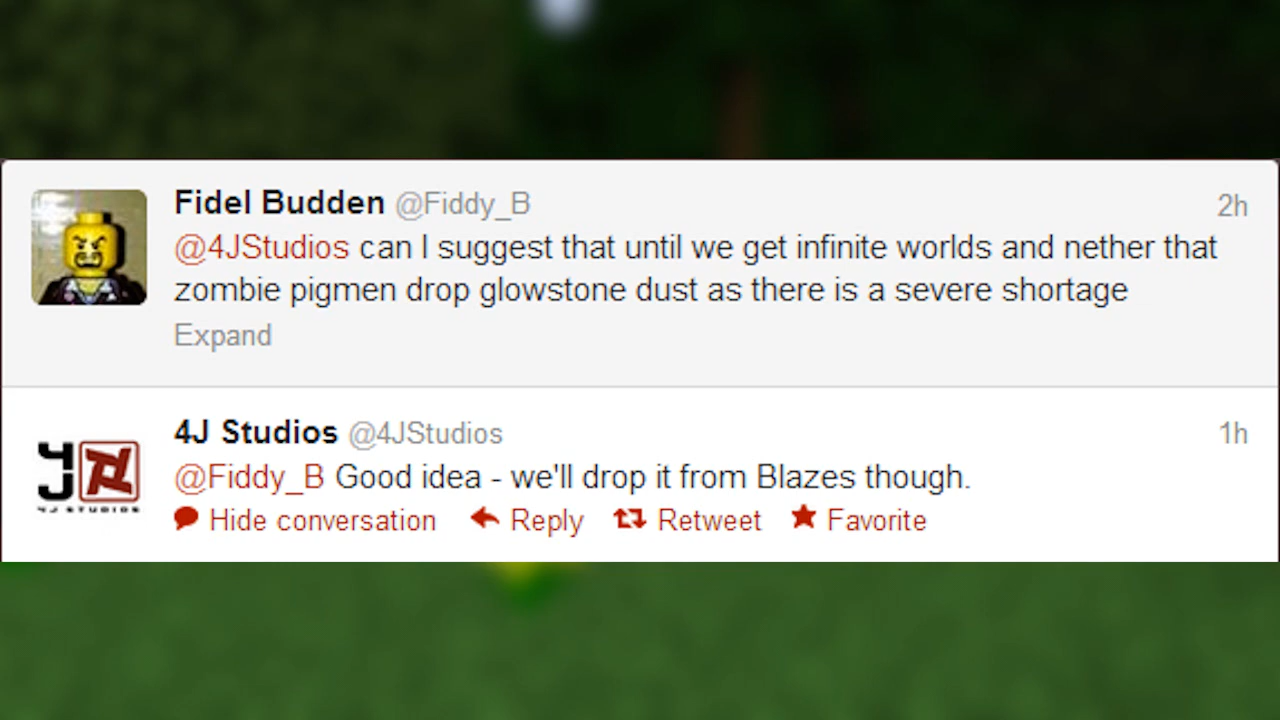 Fidel Budden @Fiddy_B 2h
@4JStudios can I suggest that until we get infinite worlds and nether that
zombie pigmen drop glowstone dust as there is a severe shortage
Expand
4J Studios @4JStudios 1h
4J STUDIOS
@Fiddy_B Good idea - we'll drop it from Blazes though.
Hide conversation Reply Retweet Favorite